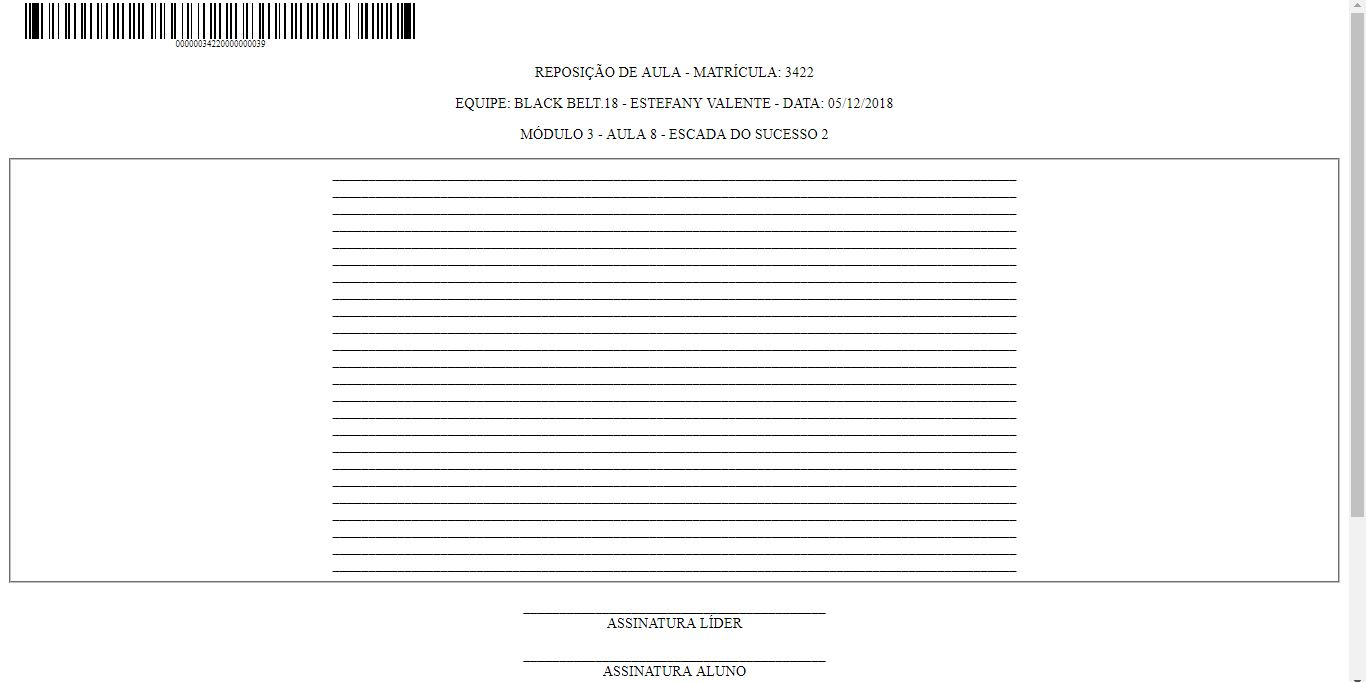 00000034220000000039
REPOSIÇÃO DE AULA - MATRÍCULA: 3422
EQUIPE: BLACK BELT.18 - ESTEFANY VALENTE - DATA: 05/12/2018
MÓDULO 3 - AULA 8 - ESCADA DO SUCESSO 2
ASSINATURA LÍDER
ASSINATURA ALUNO